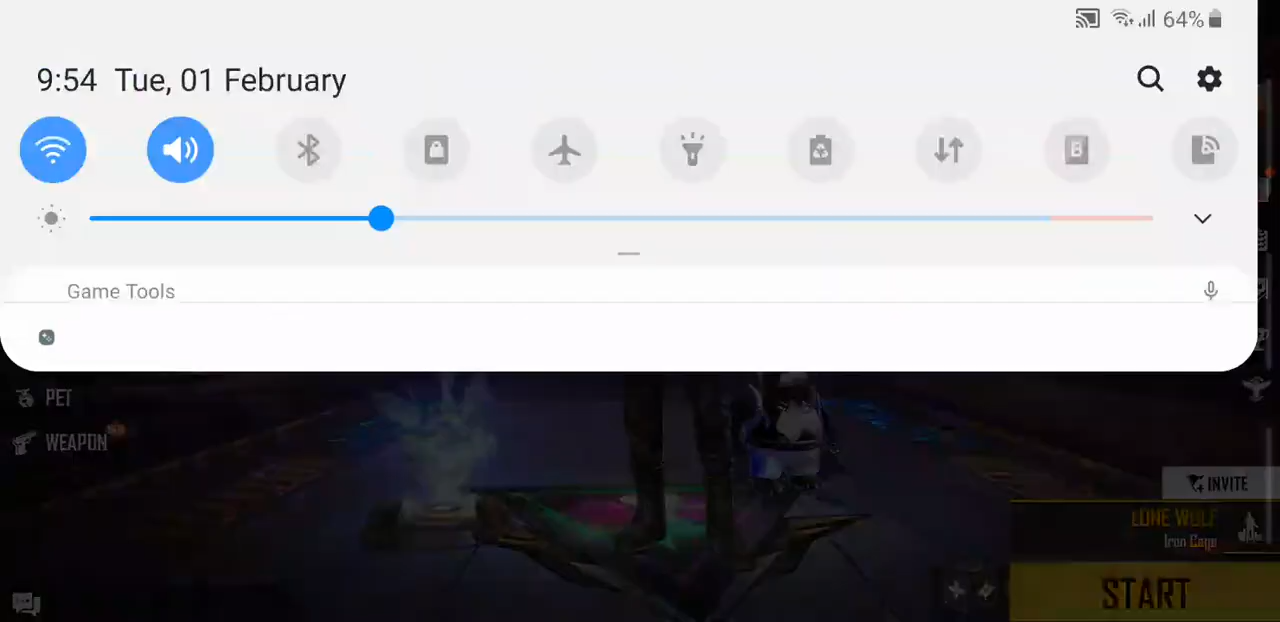 64%
9:54 Tue, 01 February
B
Game Tools
PET
WEAPON
INVITE
LONE WOLF
Iron Cage
START